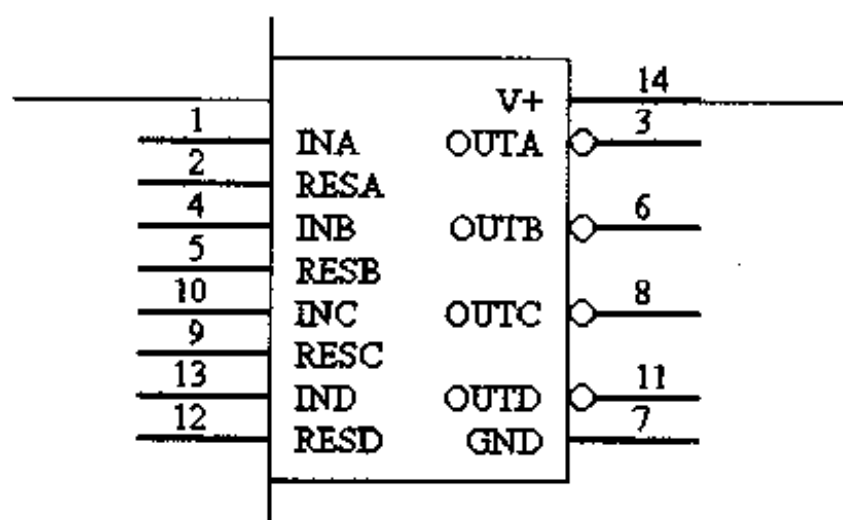 V+ 14
1 INA OUTA 3
2 RESA
4 INB OUTB 6
5 RESB
10 INC OUTC 8
9 RESC
13 IND OUTD 11
12 RESD GND 7